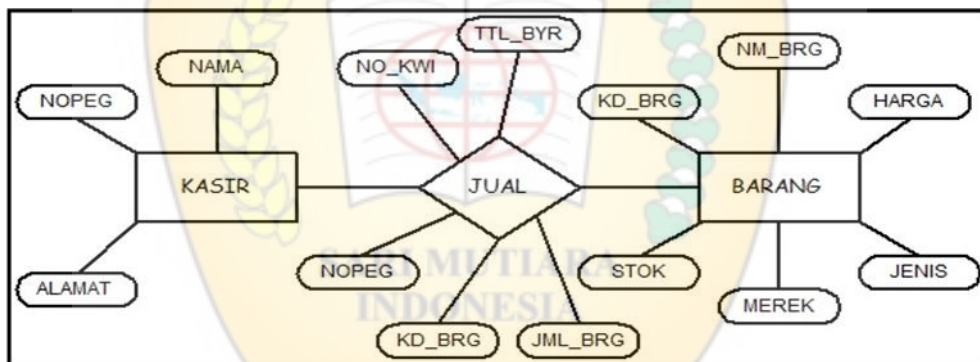 TTL_BYR
NAMA
NO_KWI
NM_BRG
NOPEG
KD_BRG
HARGA
KASIR
JUAL
BARANG
ALAMAT
NOPEG
STOK
JENIS
MEREK
KD_BRG
JML_BRG
SARI MUTIARA
INDONESIA